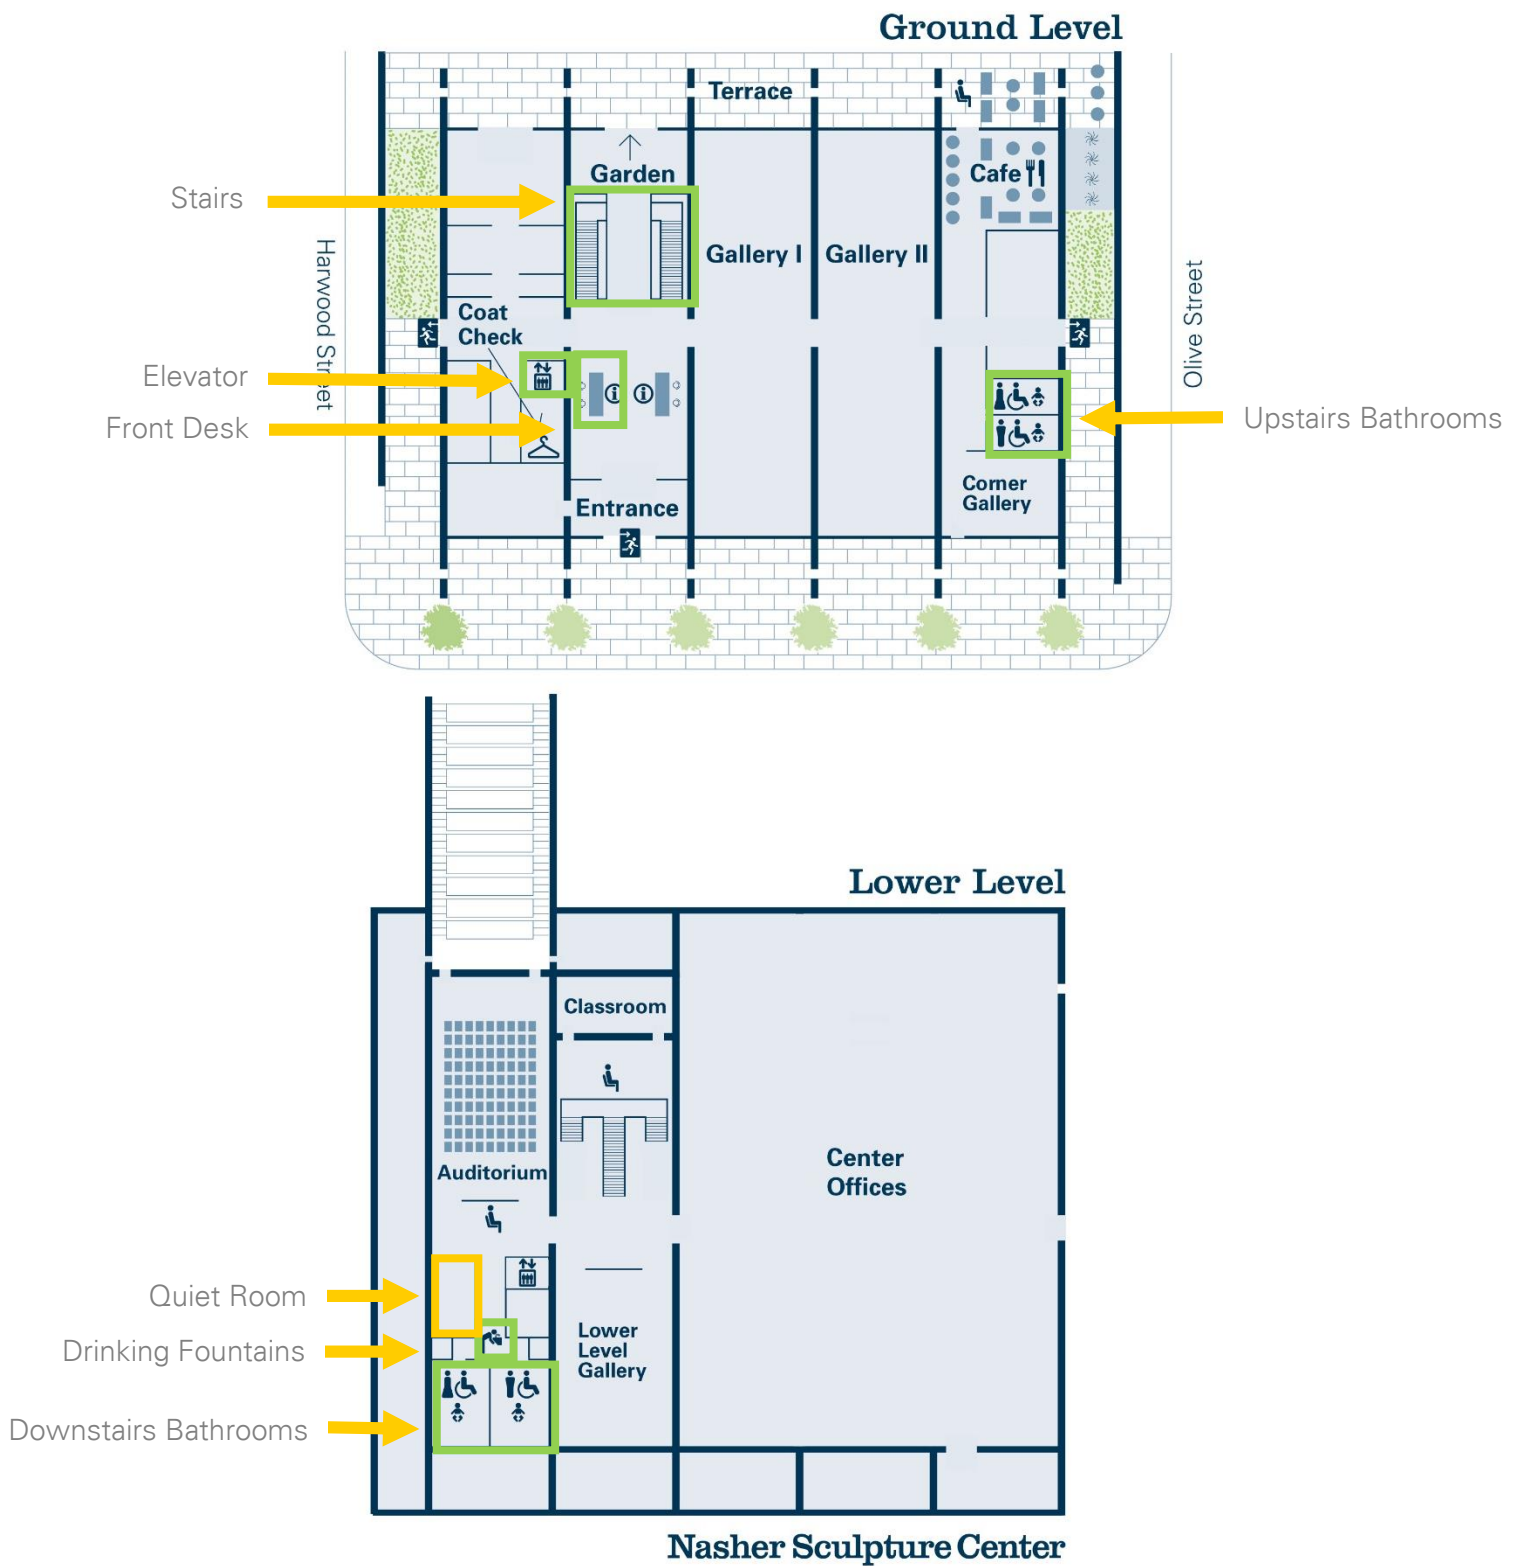 Ground Level
Terrace
Garden
Cafe
Stairs
Gallery I
Gallery II
Harwood Street
Olive Street
Coat
Check
Elevator
Front Desk
Upstairs Bathrooms
Corner
Gallery
Entrance
Lower Level
Classroom
Auditorium
Center
Offices
Quiet Room
Drinking Fountains
Lower
Level
Gallery
Downstairs Bathrooms
Nasher Sculpture Center